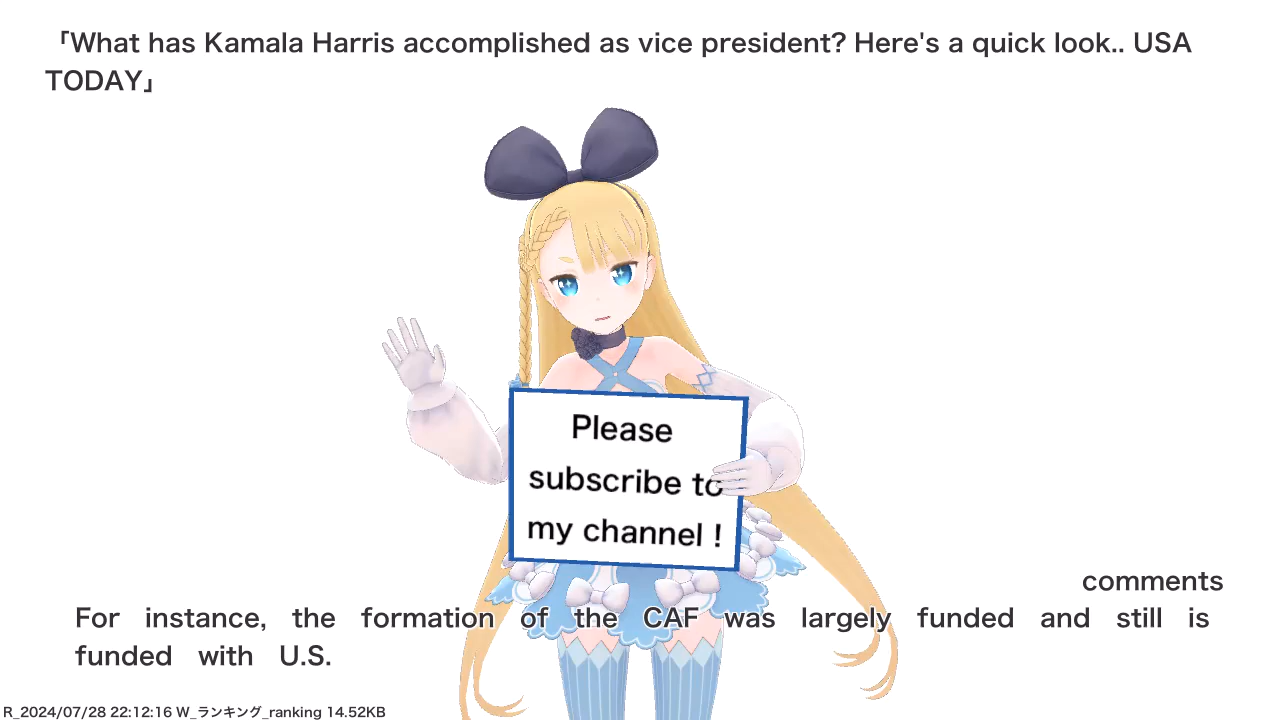 「What has Kamala Harris accomplished as vice president? Here's a quick look.. USA
TODAY」
Please
subscribe to
my channel !
comments
For instance, the formation of the CAF was largely funded and still is
funded with U.S.
R_2024/07/28 22:12:16 W_ランキング_ranking 14.52KB